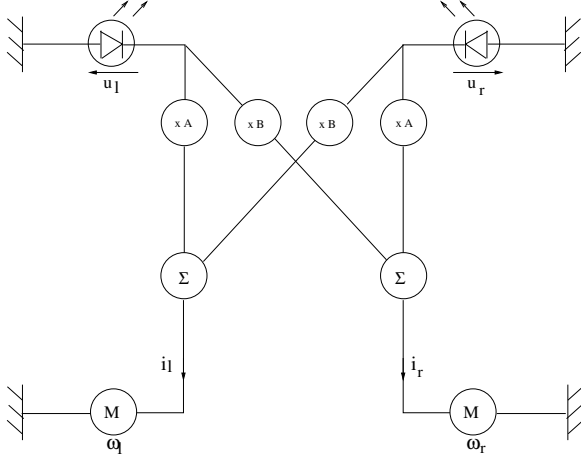 u_l u_r
x A x B x B x A
Σ Σ
i_l i_r
M M
ω_l ω_r